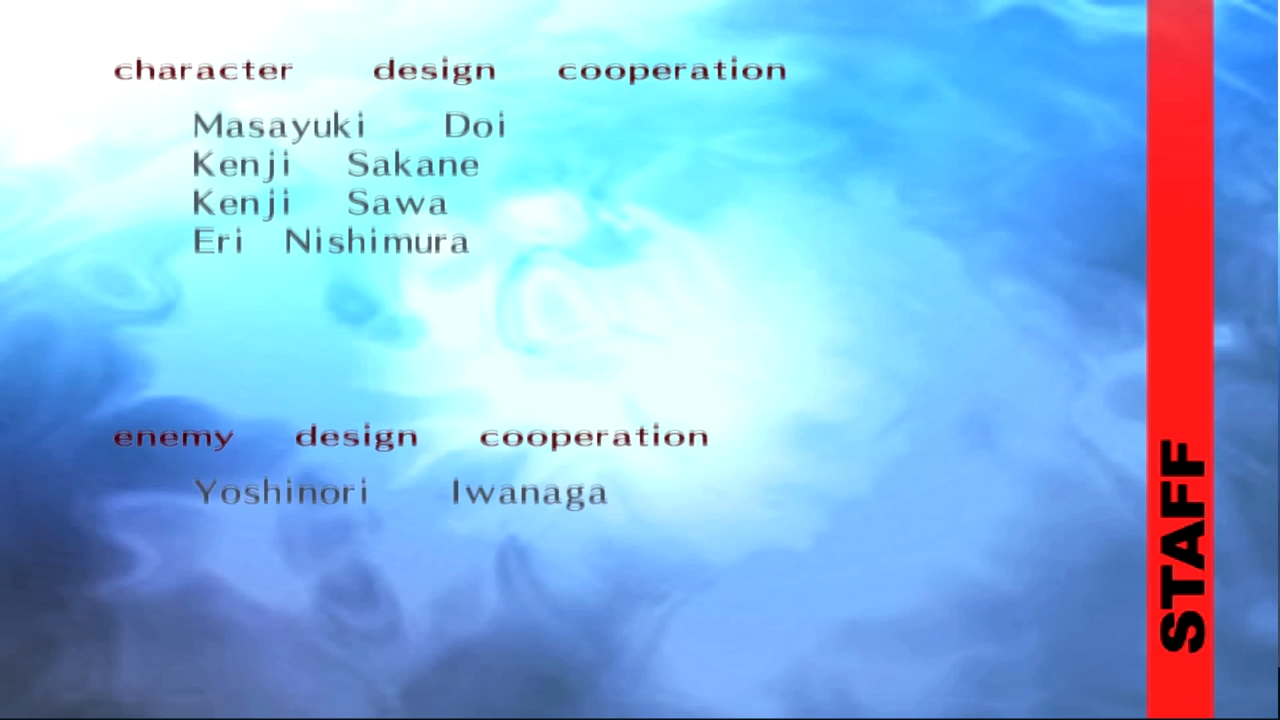 character design cooperation
Masayuki Doi
Kenji Sakane
Kenji Sawa
Eri Nishimura
enemy design cooperation
Yoshinori Iwanaga
STAFF